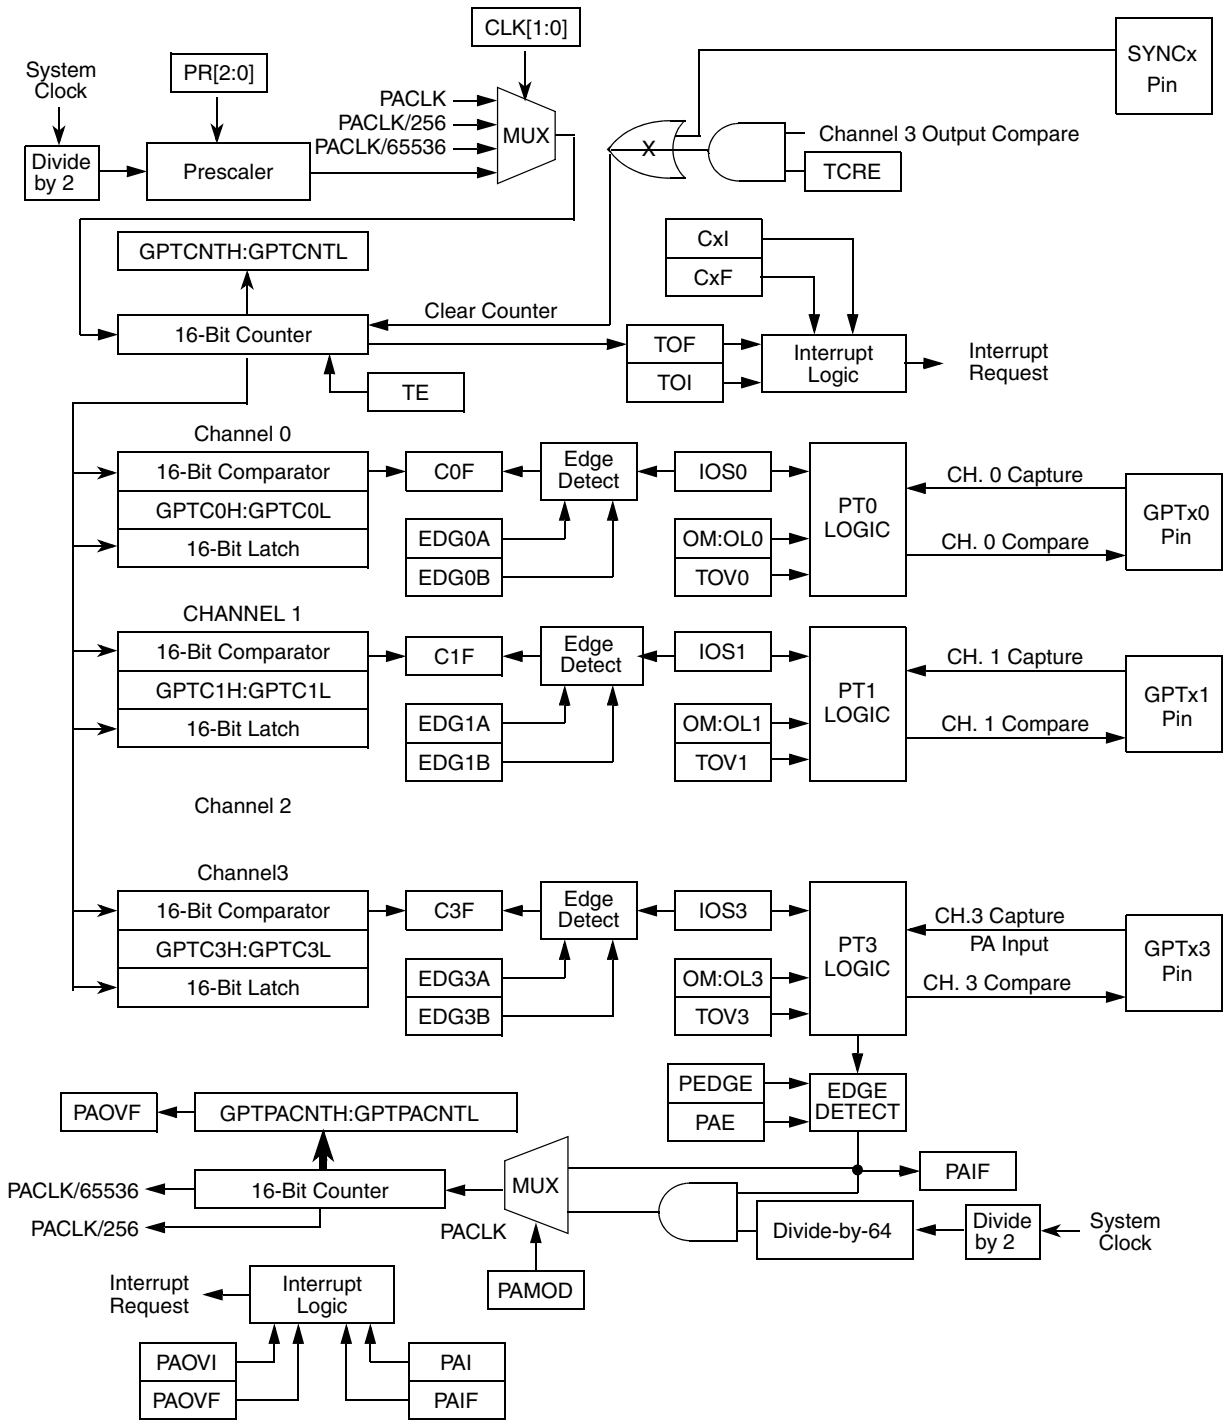 CLK[1:0]
SYNCx
Pin
System
Clock
PR[2:0]
PACLK
PACLK/256
PACLK/65536
MUX
Divide
by 2
Prescaler
X
Channel 3 Output Compare
TCRE
GPTCNTH:GPTCNTL
CxI
CxF
Clear Counter
16-Bit Counter
TOF
TOI
Interrupt
Logic
Interrupt
Request
TE
Channel 0
16-Bit Comparator
GPTC0H:GPTC0L
16-Bit Latch
C0F
Edge
Detect
IOS0
EDG0A
EDG0B
OM:OL0
TOV0
PT0
LOGIC
CH. 0 Capture
CH. 0 Compare
GPTx0
Pin
CHANNEL 1
16-Bit Comparator
GPTC1H:GPTC1L
16-Bit Latch
C1F
Edge
Detect
IOS1
EDG1A
EDG1B
OM:OL1
TOV1
PT1
LOGIC
CH. 1 Capture
CH. 1 Compare
GPTx1
Pin
Channel 2
Channel3
16-Bit Comparator
GPTC3H:GPTC3L
16-Bit Latch
C3F
Edge
Detect
IOS3
EDG3A
EDG3B
OM:OL3
TOV3
PT3
LOGIC
CH.3 Capture
PA Input
CH. 3 Compare
GPTx3
Pin
PEDGE
PAE
EDGE
DETECT
PAOVF
GPTPACNTH:GPTPACNTL
PACLK/65536
16-Bit Counter
MUX
PAIF
PACLK/256
PACLK
Divide-by-64
Divide
by 2
System
Clock
PAMOD
Interrupt
Request
Interrupt
Logic
PAOVI
PAOVF
PAI
PAIF